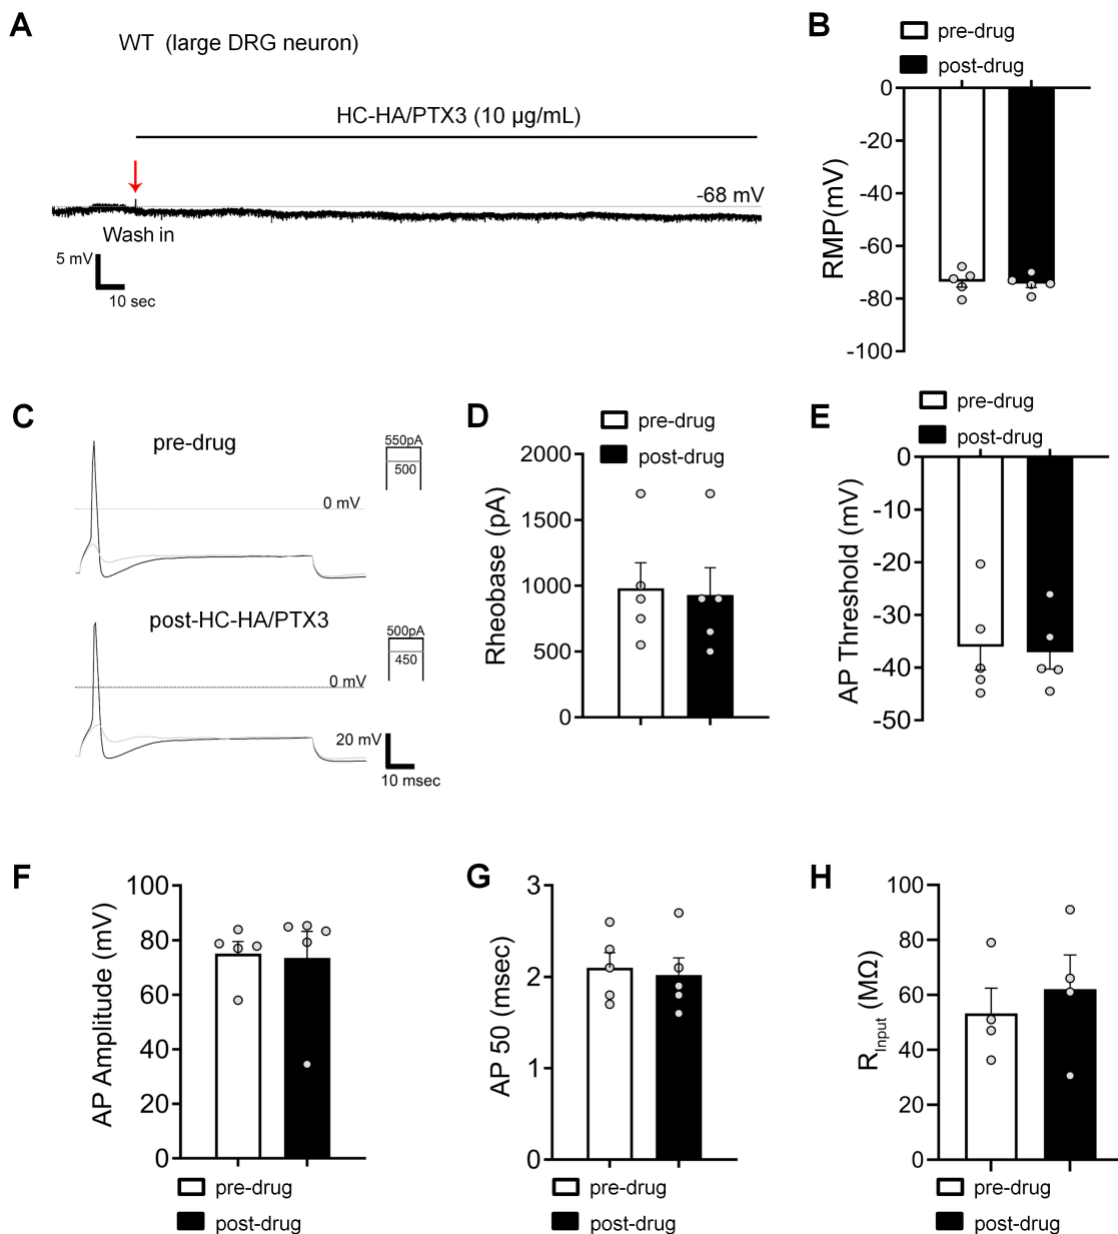 A
WT (large DRG neuron)
HC-HA/PTX3 (10 µg/mL)
-68 mV
Wash in
5 mV
10 sec
B
pre-drug
post-drug
0
-20
-40
-60
-80
-100
RMP(mV)
C
pre-drug
550pA
500
0 mV
post-HC-HA/PTX3
500pA
450
0 mV
20 mV
10 msec
D
pre-drug
post-drug
2000
1500
1000
500
0
Rheobase (pA)
E
pre-drug
post-drug
0
-10
-20
-30
-40
-50
AP Threshold (mV)
F
100
80
60
40
20
0
AP Amplitude (mV)
pre-drug
post-drug
G
3
2
1
0
AP 50 (msec)
pre-drug
post-drug
H
100
80
60
40
20
0
RInput (MΩ)
pre-drug
post-drug